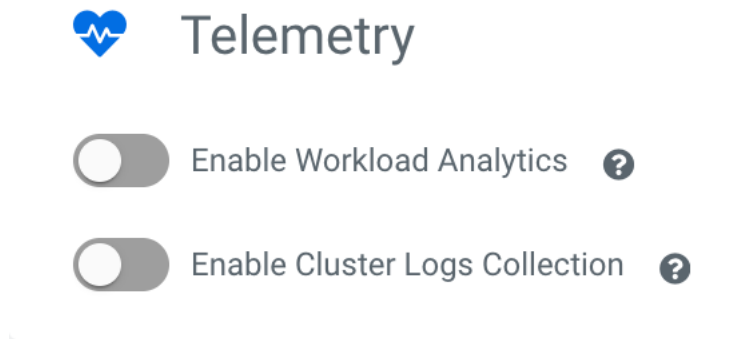 Telemetry
Enable Workload Analytics ?
Enable Cluster Logs Collection ?